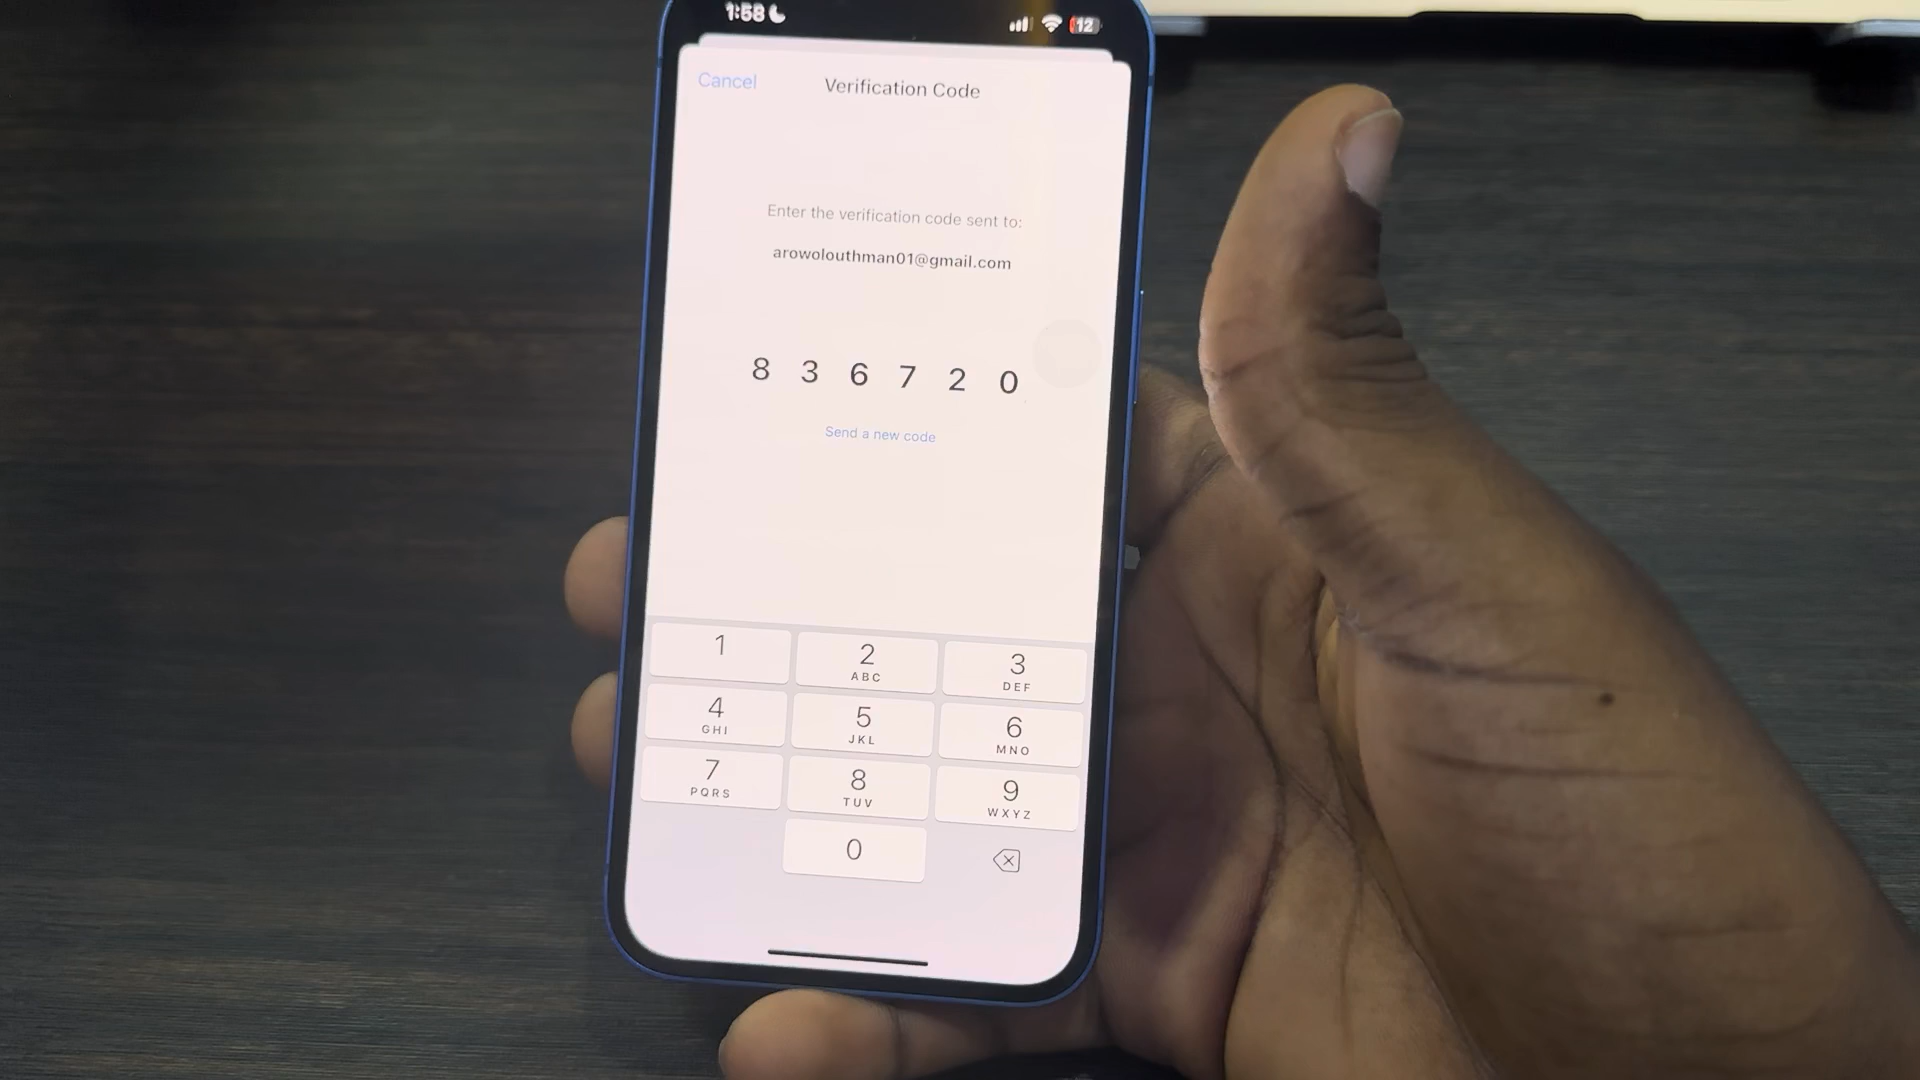 1:58
12
Cancel
Verification Code
Enter the verification code sent to:
arowolouthman01@gmail.com
8 3 6 7 2 0
Send a new code
1
2
ABC
3
DEF
4
GHI
5
JKL
6
MNO
7
PQRS
8
TUV
9
WXYZ
0